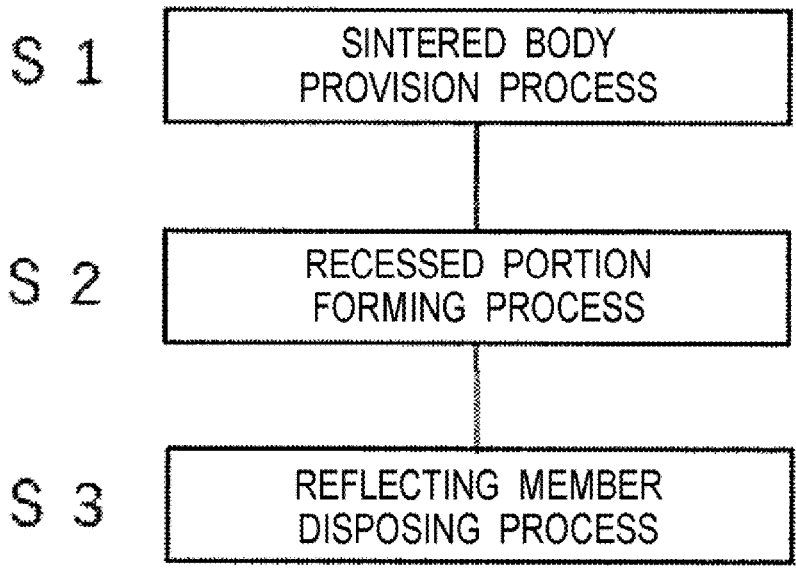 S 1
SINTERED BODY
PROVISION PROCESS
S 2
RECESSED PORTION
FORMING PROCESS
S 3
REFLECTING MEMBER
DISPOSING PROCESS